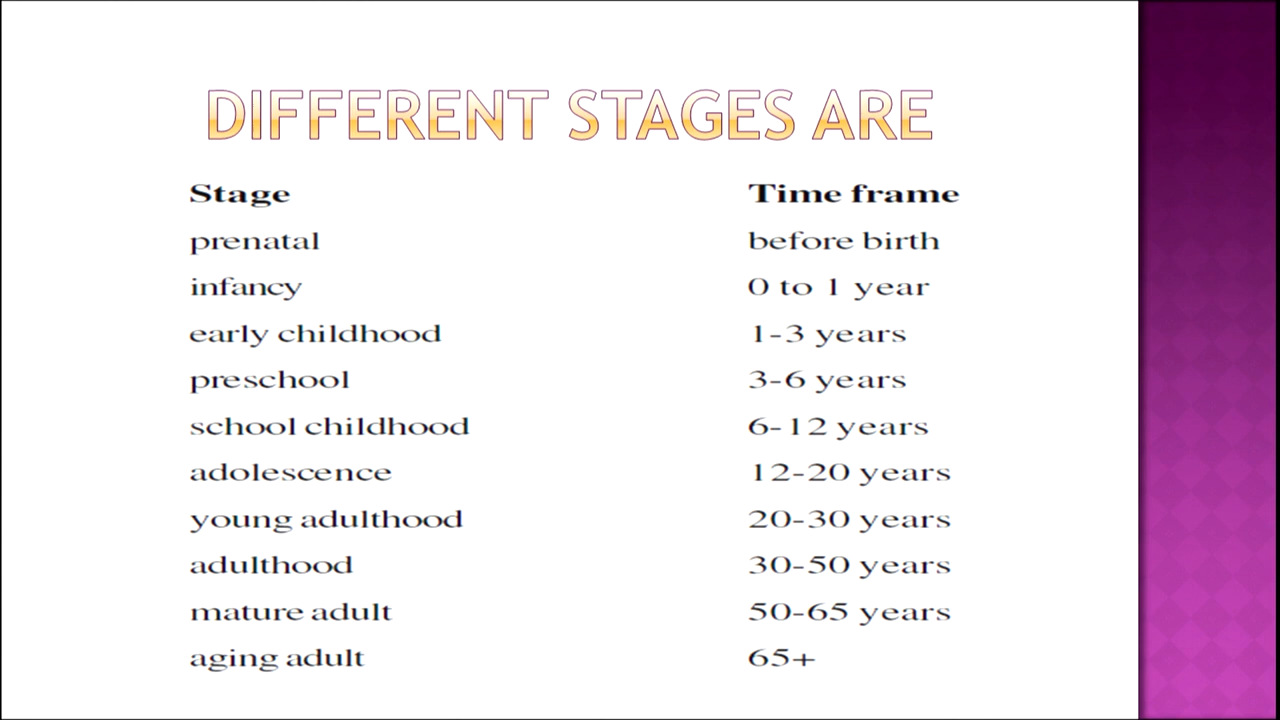 DIFFERENT STAGES ARE
Stage Time frame
prenatal before birth
infancy 0 to 1 year
early childhood 1-3 years
preschool 3-6 years
school childhood 6-12 years
adolescence 12-20 years
young adulthood 20-30 years
adulthood 30-50 years
mature adult 50-65 years
aging adult 65+